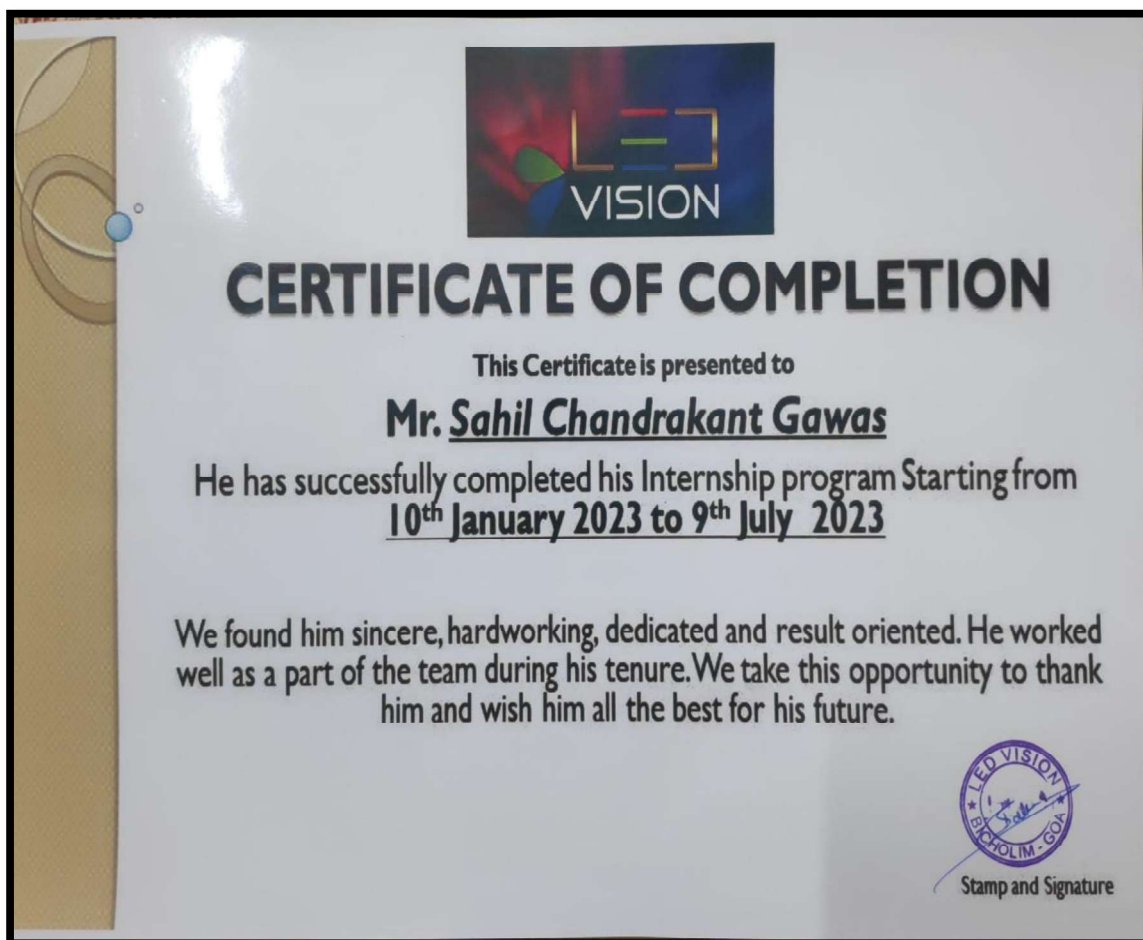 LED
VISION
CERTIFICATE OF COMPLETION
This Certificate is presented to
Mr. Sahil Chandrakant Gawas
He has successfully completed his Internship program Starting from
10th January 2023 to 9th July 2023
We found him sincere, hardworking, dedicated and result oriented. He worked
well as a part of the team during his tenure. We take this opportunity to thank
him and wish him all the best for his future.
LED VISION
BICHOLIM - GOA
Stamp and Signature